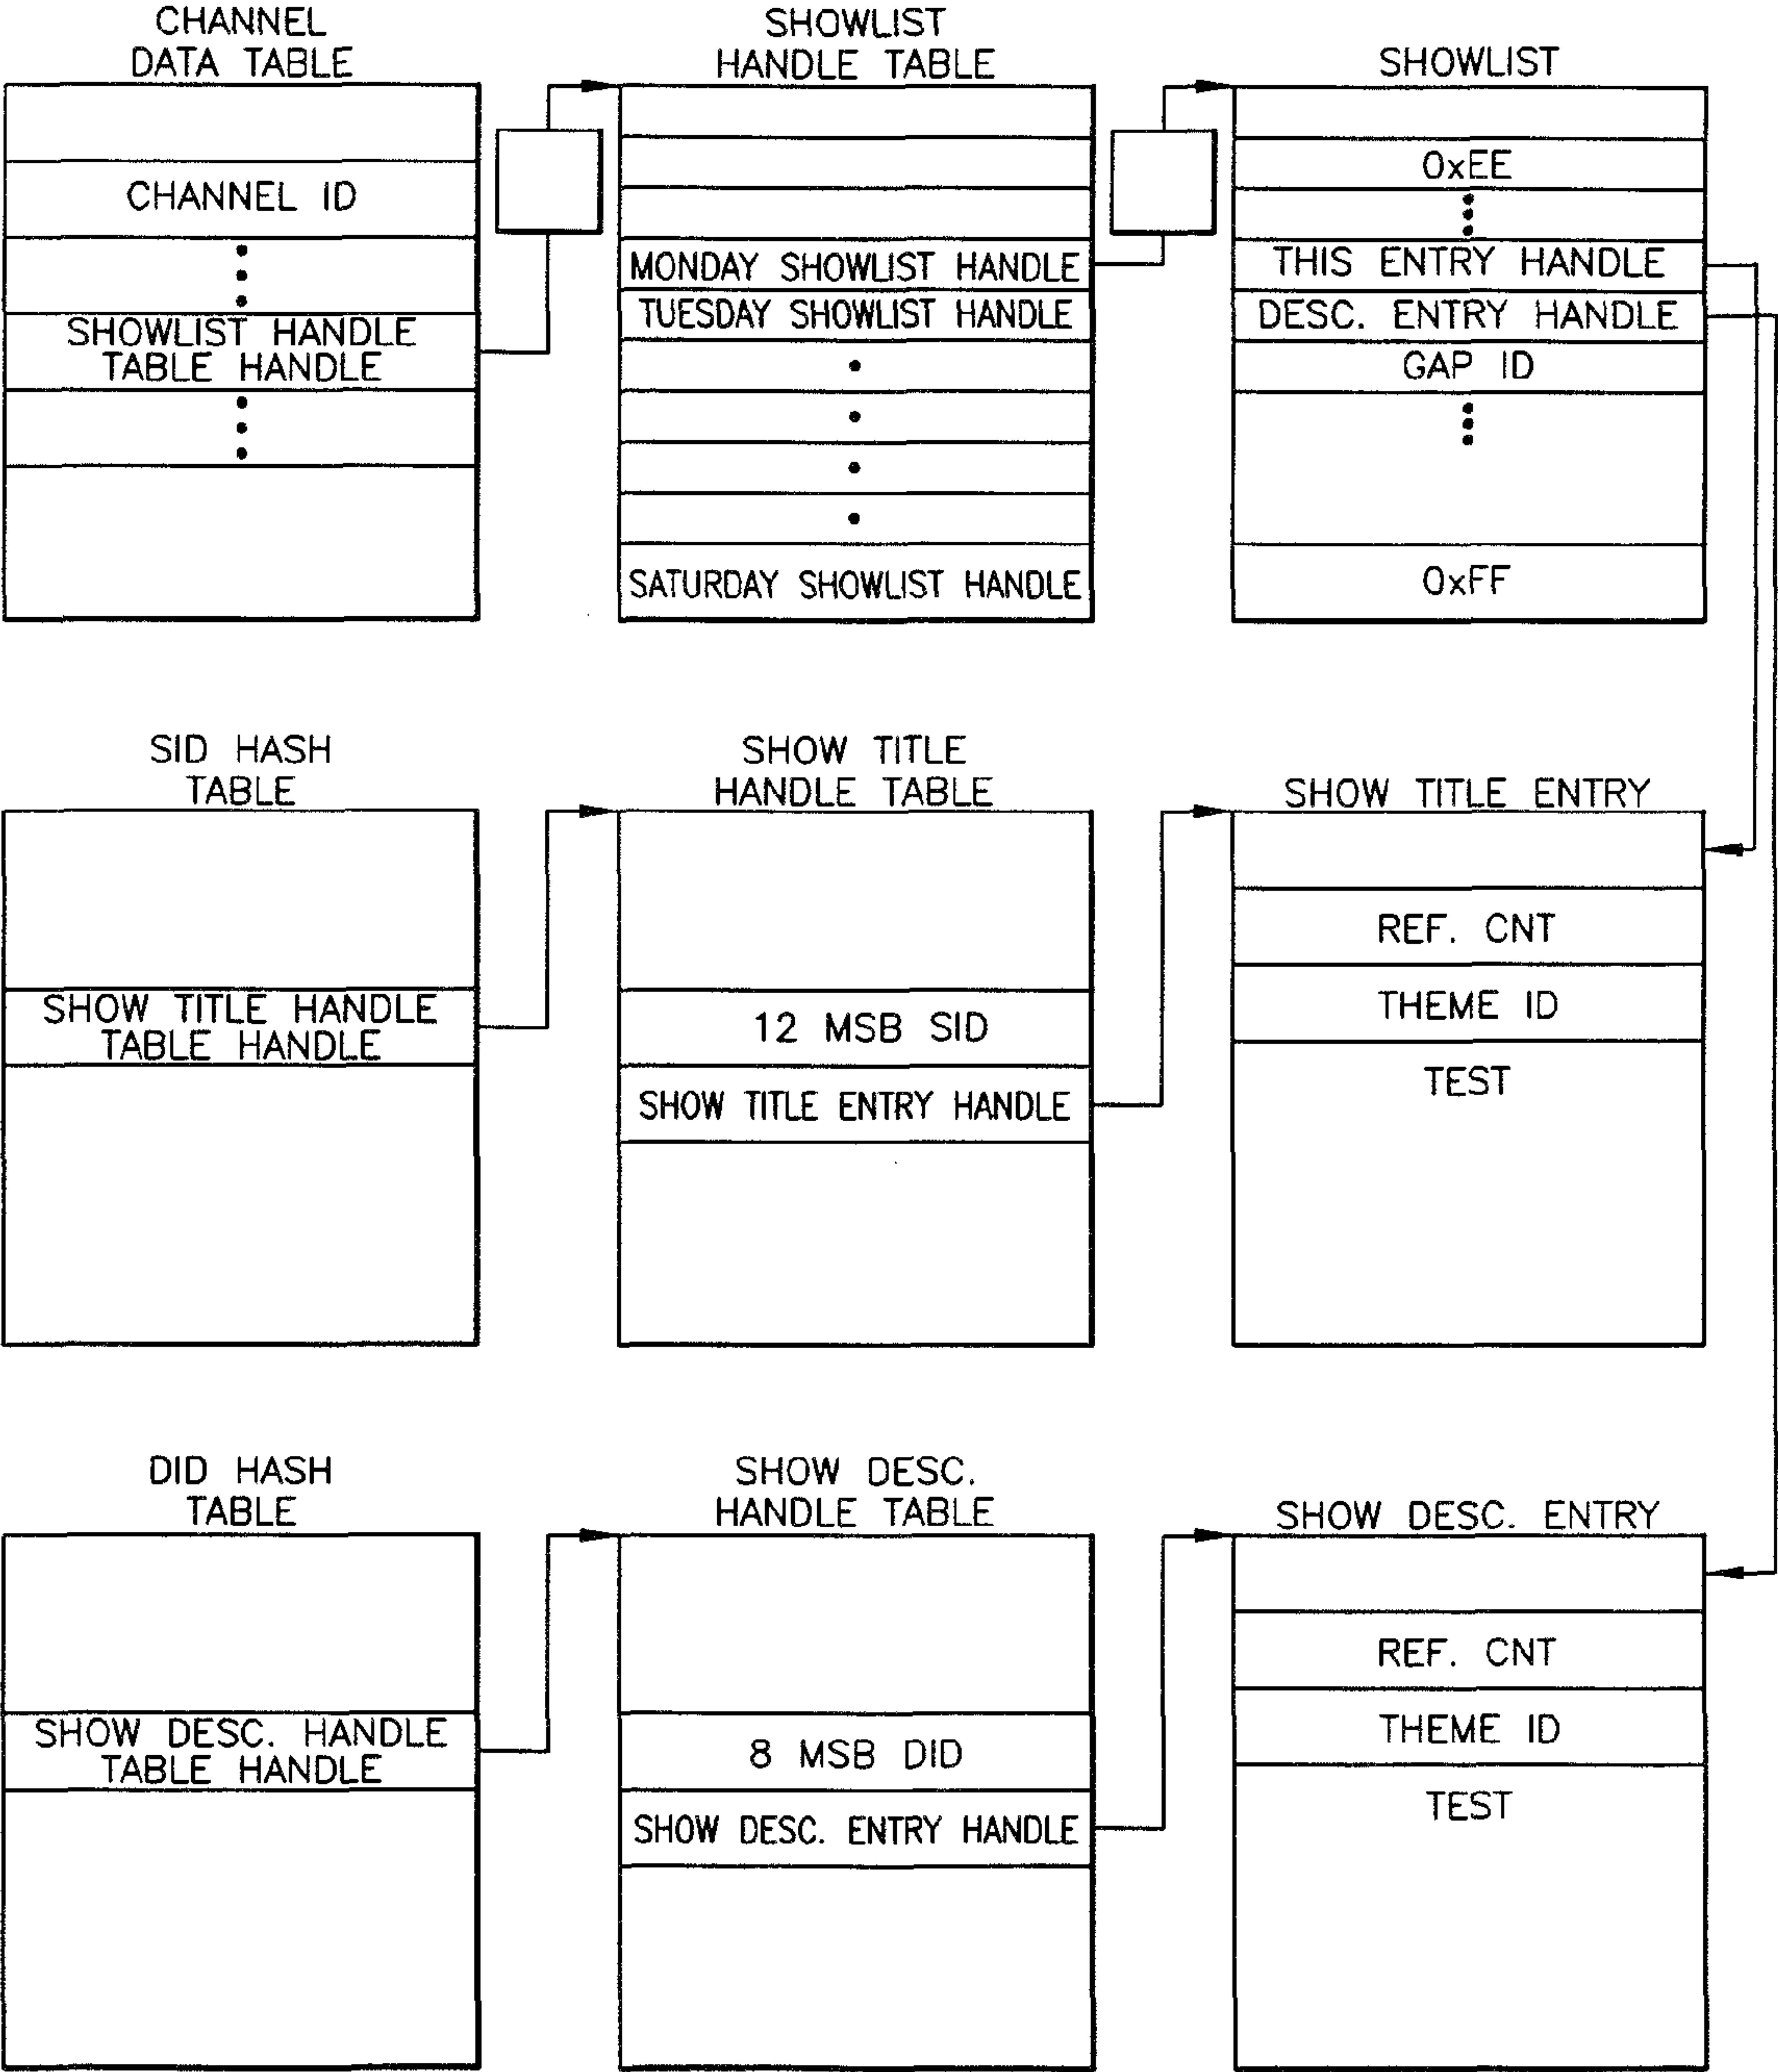 CHANNEL
DATA TABLE
CHANNEL ID
SHOWLIST HANDLE
TABLE HANDLE
SHOWLIST
HANDLE TABLE
MONDAY SHOWLIST HANDLE
TUESDAY SHOWLIST HANDLE
SATURDAY SHOWLIST HANDLE
SHOWLIST
0xEE
THIS ENTRY HANDLE
DESC. ENTRY HANDLE
GAP ID
0xFF
SID HASH
TABLE
SHOW TITLE HANDLE
TABLE HANDLE
SHOW TITLE
HANDLE TABLE
12 MSB SID
SHOW TITLE ENTRY HANDLE
SHOW TITLE ENTRY
REF. CNT
THEME ID
TEST
DID HASH
TABLE
SHOW DESC. HANDLE
TABLE HANDLE
SHOW DESC.
HANDLE TABLE
8 MSB DID
SHOW DESC. ENTRY HANDLE
SHOW DESC. ENTRY
REF. CNT
THEME ID
TEST